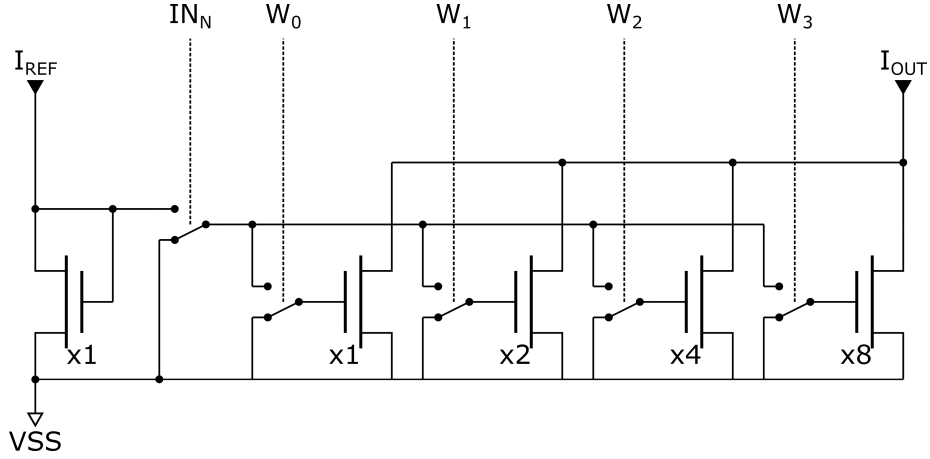 IN_N W_0 W_1 W_2 W_3
I_REF I_OUT
x1 x1 x2 x4 x8
VSS